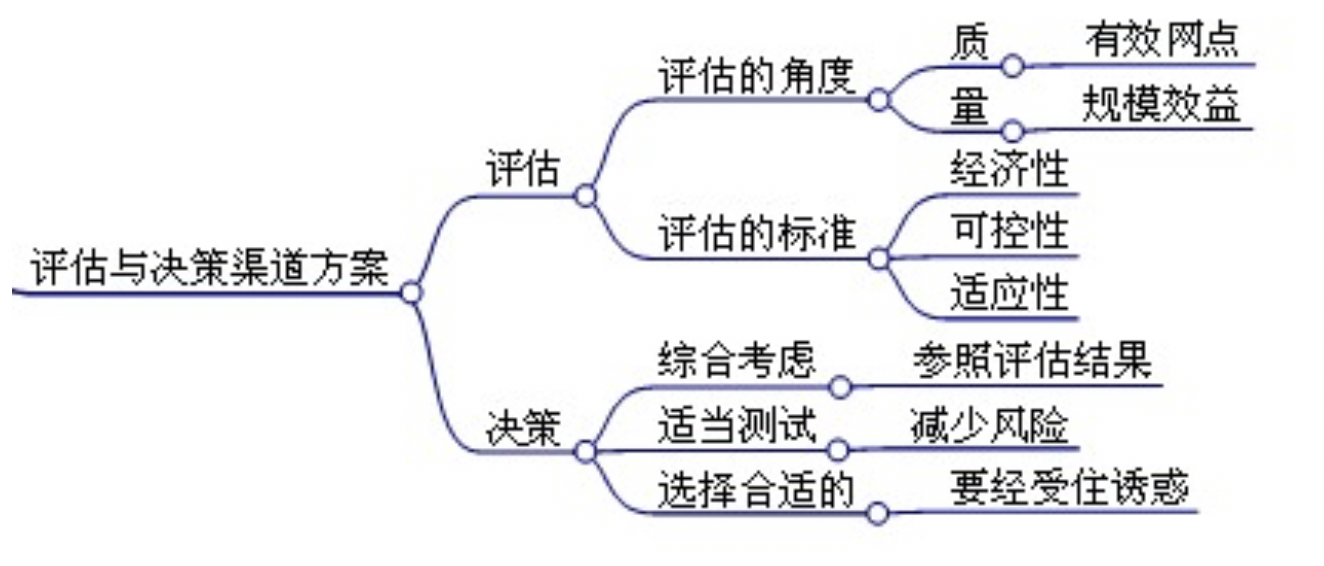 评估与决策渠道方案
评估
评估的角度
质
有效网点
量
规模效益
评估的标准
经济性
可控性
适应性
决策
综合考虑
参照评估结果
适当测试
减少风险
选择合适的
要经受住诱惑